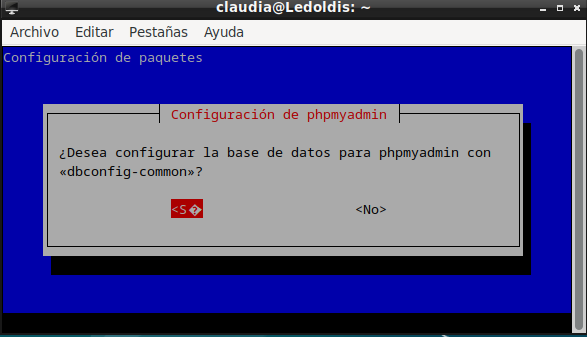 claudia@Ledoldis: ~
Archivo Editar Pestañas Ayuda
Configuración de paquetes
Configuración de phpmyadmin
¿Desea configurar la base de datos para phpmyadmin con
«dbconfig-common»?
<S� <No>